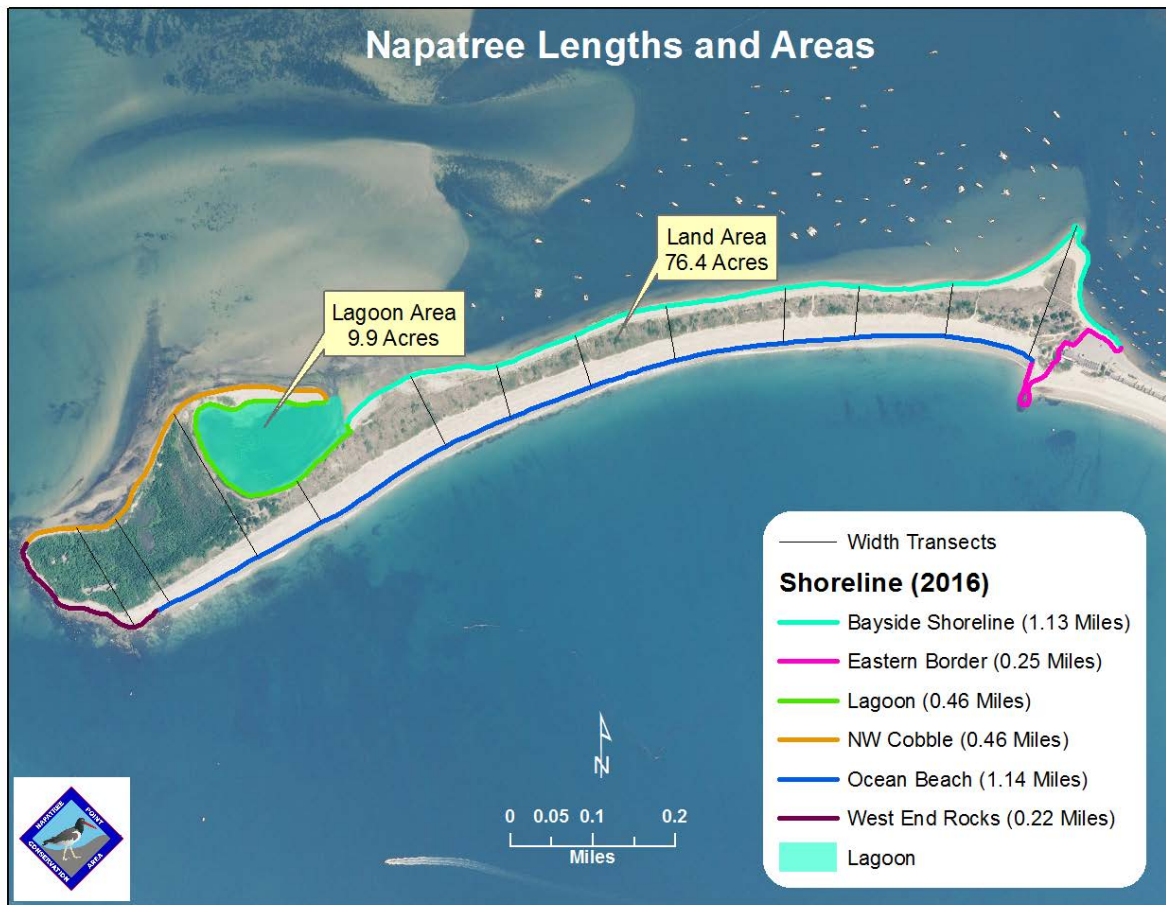 Napatree Lengths and Areas
Land Area
76.4 Acres
Lagoon Area
9.9 Acres
Width Transects
Shoreline (2016)
Bayside Shoreline (1.13 Miles)
Eastern Border (0.25 Miles)
Lagoon (0.46 Miles)
NW Cobble (0.46 Miles)
Ocean Beach (1.14 Miles)
West End Rocks (0.22 Miles)
Lagoon
N
0 0.05 0.1 0.2
Miles
NAPATREE POINT
CONSERVATION AREA